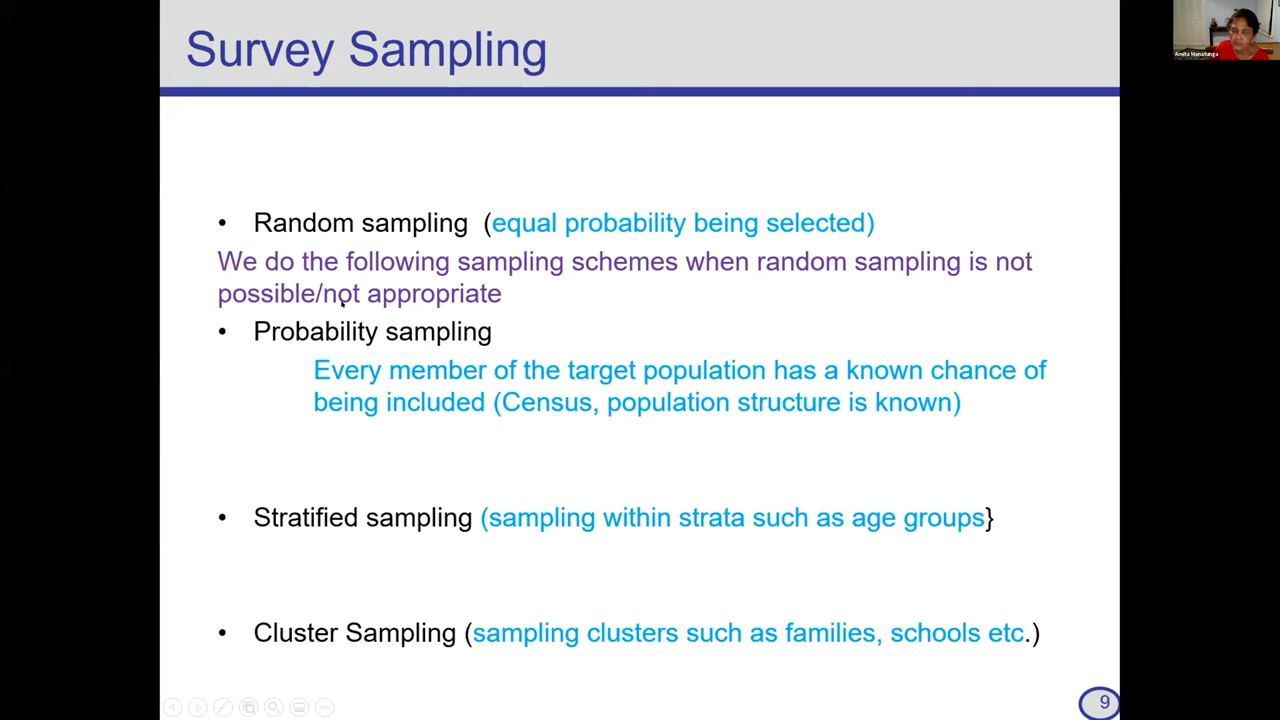 Survey Sampling
Amita Manatunga
• Random sampling (equal probability being selected)
We do the following sampling schemes when random sampling is not
possible/not appropriate
• Probability sampling
Every member of the target population has a known chance of
being included (Census, population structure is known)
• Stratified sampling (sampling within strata such as age groups}
• Cluster Sampling (sampling clusters such as families, schools etc.)
9